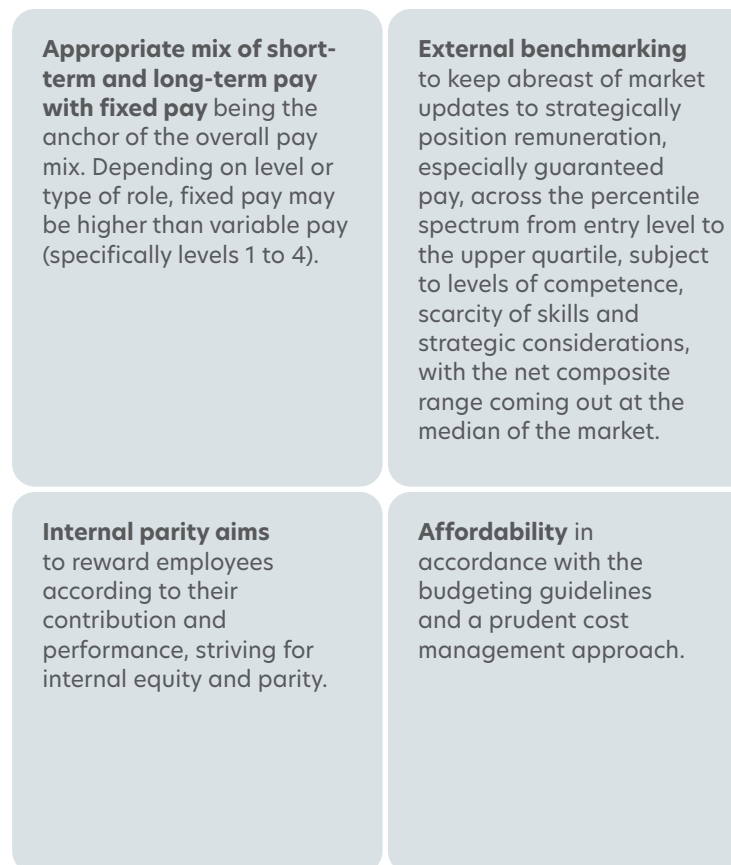 Appropriate mix of short-
term and long-term pay
with fixed pay being the
anchor of the overall pay
mix. Depending on level or
type of role, fixed pay may
be higher than variable pay
(specifically levels 1 to 4).
External benchmarking
to keep abreast of market
updates to strategically
position remuneration,
especially guaranteed
pay, across the percentile
spectrum from entry level to
the upper quartile, subject
to levels of competence,
scarcity of skills and
strategic considerations,
with the net composite
range coming out at the
median of the market.
Internal parity aims
to reward employees
according to their
contribution and
performance, striving for
internal equity and parity.
Affordability in
accordance with the
budgeting guidelines
and a prudent cost
management approach.